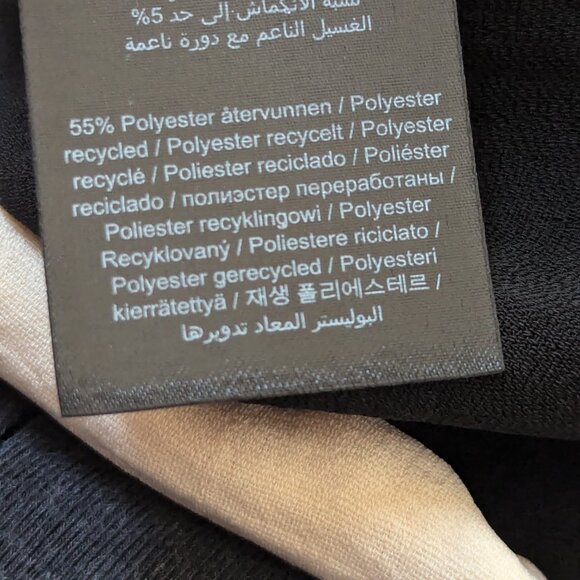 نسبة الانكماش إلى حد 5%
الغسيل الناعم مع دورة ناعمة
55% Polyester återvunnen / Polyester
recycled / Polyester recycelt / Polyester
recyclé / Poliester reciclado / Poliéster
reciclado / полиэстер переработаны /
Poliester recyklingowi / Polyester
Recyklovaný / Poliestere riciclato /
Polyester gerecycled / Polyesteri
kierrätettyä / 재생 폴리에스테르 /
البوليستر المعاد تدويرها